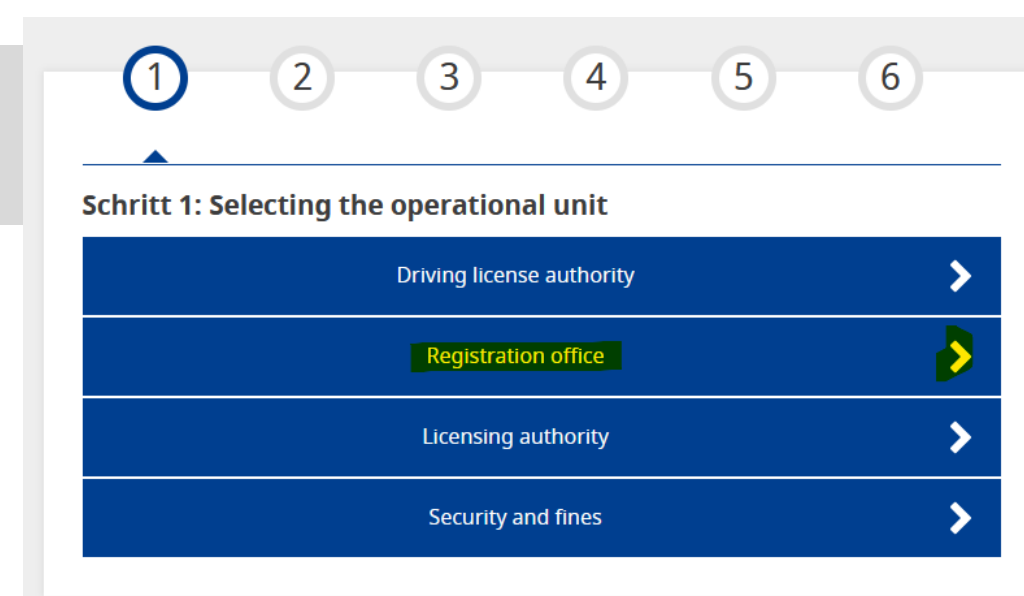 1 2 3 4 5 6
Schritt 1: Selecting the operational unit
Driving license authority
Registration office
Licensing authority
Security and fines